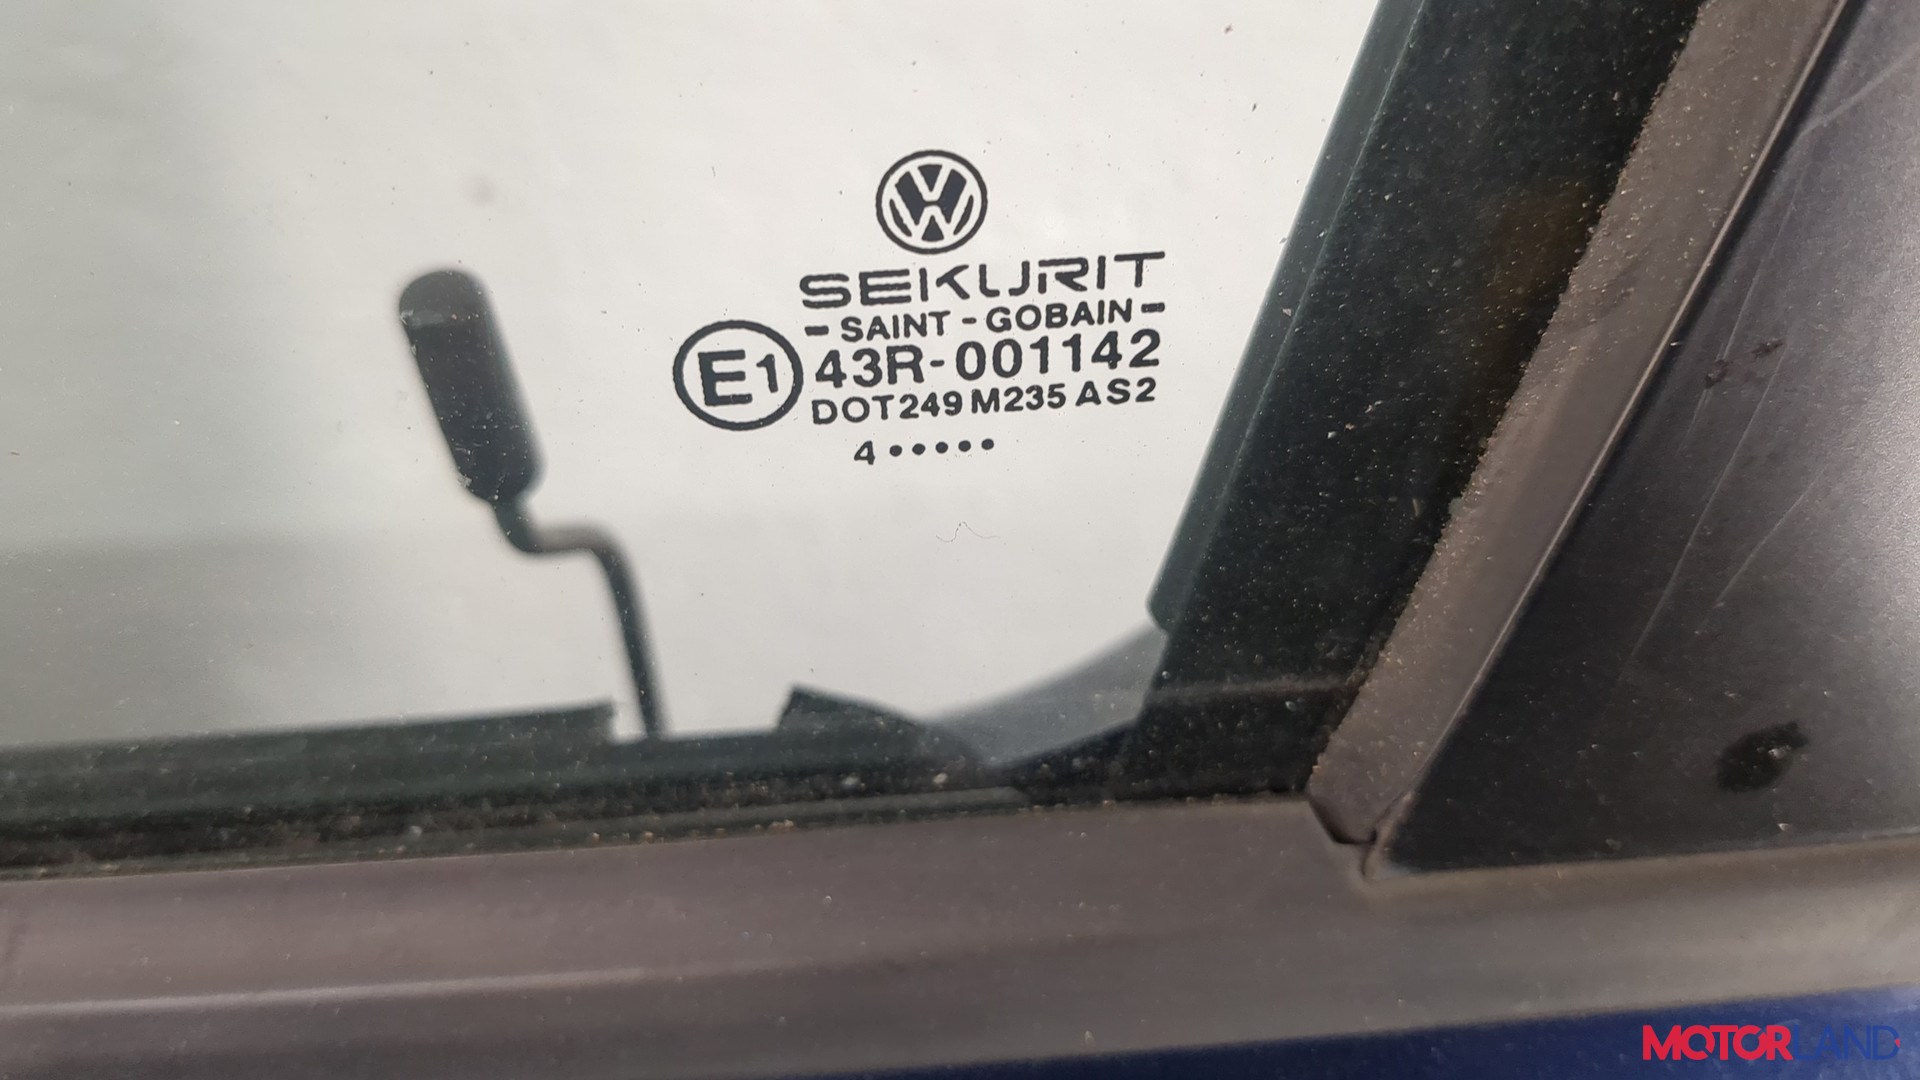 SEKURIT
- SAINT - GOBAIN -
E1 43R-001142
DOT249 M235 AS2
4•••••
MOTORLAND